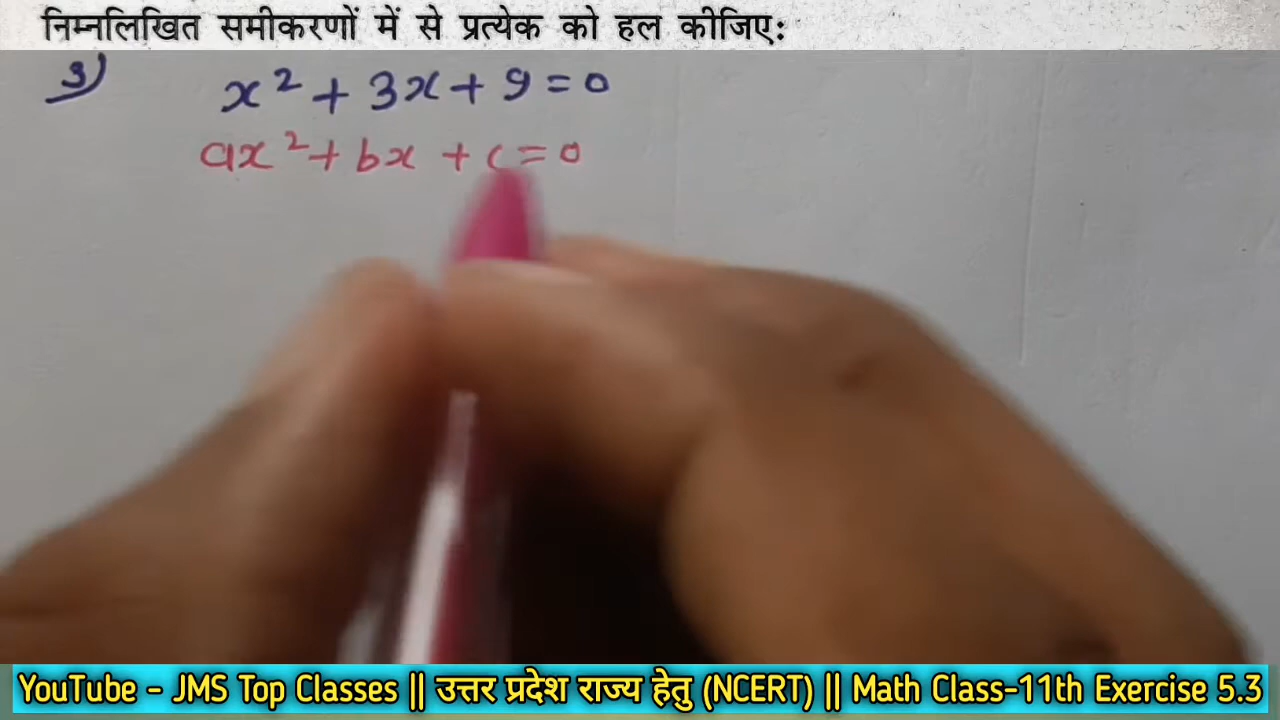 निम्नलिखित समीकरणों में से प्रत्येक को हल कीजिए:
3) x² + 3x + 9 = 0
ax² + bx + c = 0
YouTube - JMS Top Classes || उत्तर प्रदेश राज्य हेतु (NCERT) || Math Class-11th Exercise 5.3